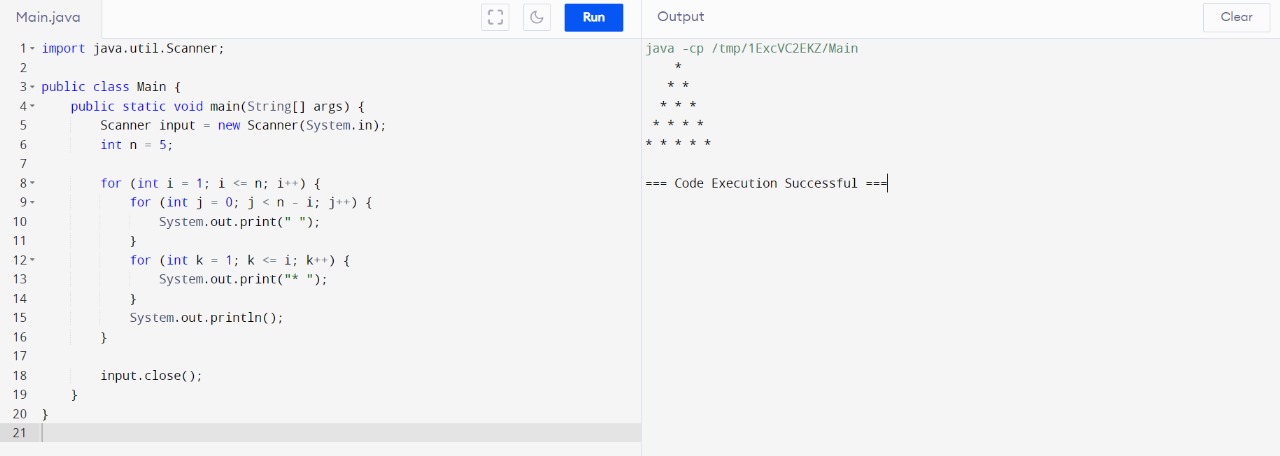 Main.java
Run
Output
Clear
1 import java.util.Scanner;
2
3 public class Main {
4     public static void main(String[] args) {
5         Scanner input = new Scanner(System.in);
6         int n = 5;
7
8         for (int i = 1; i <= n; i++) {
9             for (int j = 0; j < n - i; j++) {
10                 System.out.print(" ");
11             }
12             for (int k = 1; k <= i; k++) {
13                 System.out.print("* ");
14             }
15             System.out.println();
16         }
17
18         input.close();
19     }
20 }
21
java -cp /tmp/1ExcVC2EKZ/Main
    *
   * *
  * * *
 * * * *
* * * * *
=== Code Execution Successful ===